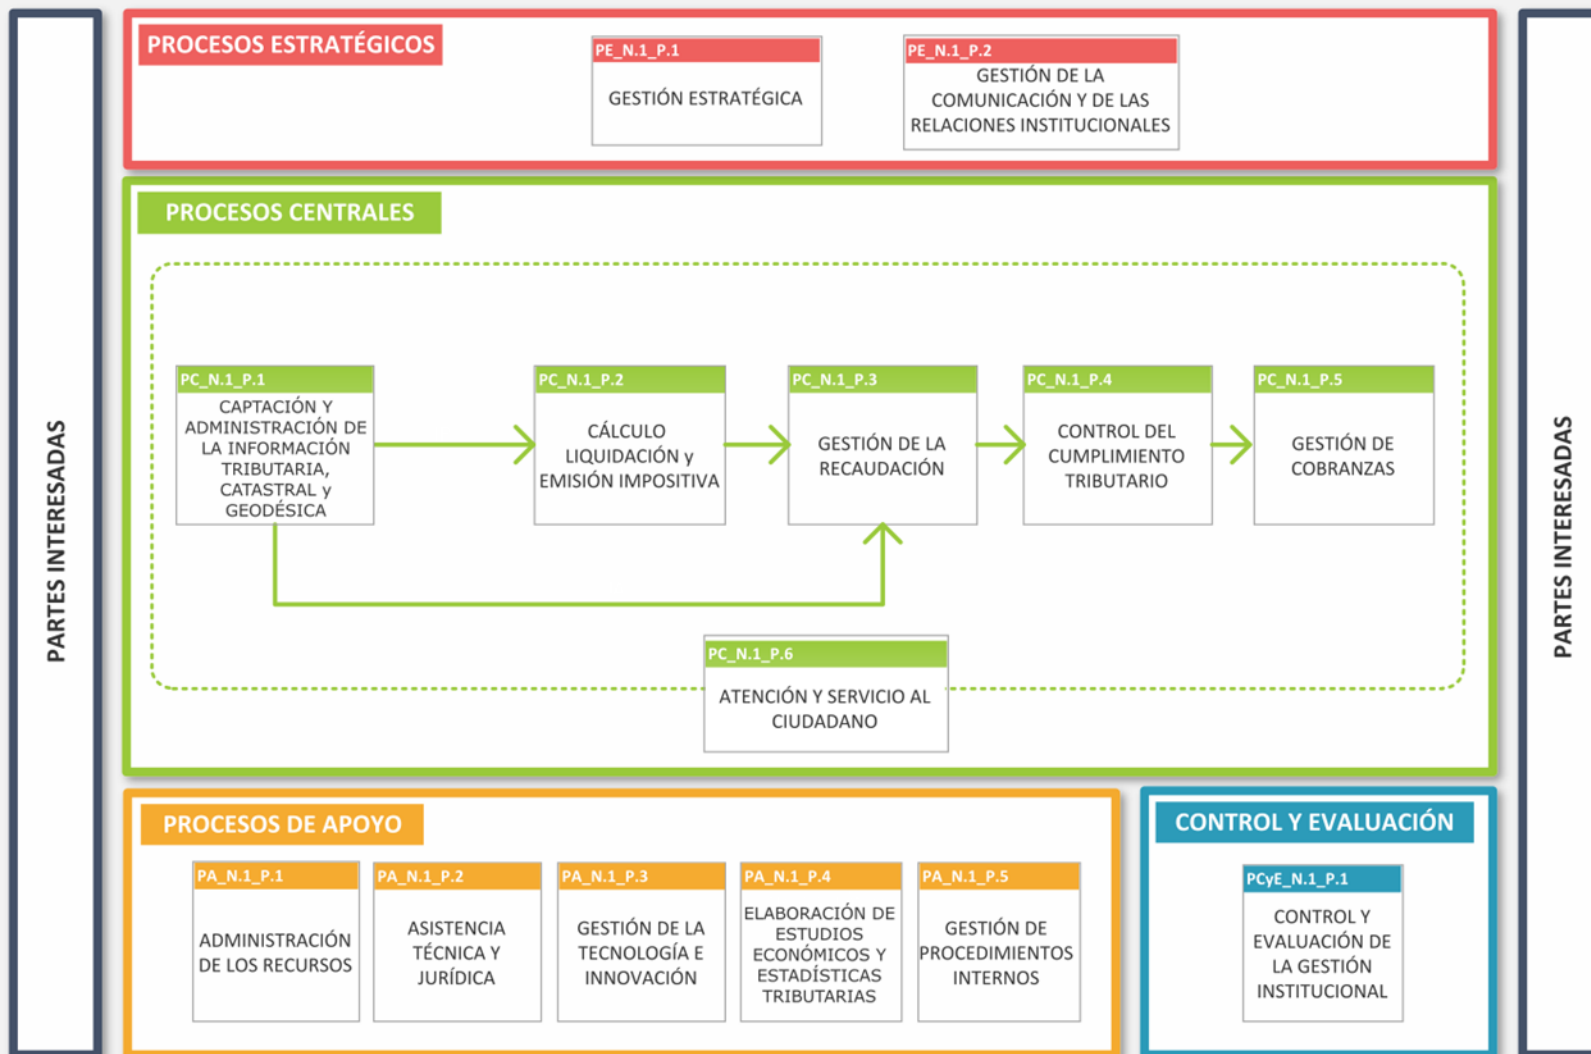 PARTES INTERESADAS
PROCESOS ESTRATÉGICOS
PE_N.1_P.1
GESTIÓN ESTRATÉGICA
PE_N.1_P.2
GESTIÓN DE LA
COMUNICACIÓN Y DE LAS
RELACIONES INSTITUCIONALES
PROCESOS CENTRALES
PC_N.1_P.1
CAPTACIÓN Y
ADMINISTRACIÓN DE
LA INFORMACIÓN
TRIBUTARIA,
CATASTRAL y
GEODÉSICA
PC_N.1_P.2
CÁLCULO
LIQUIDACIÓN y
EMISIÓN IMPOSITIVA
PC_N.1_P.3
GESTIÓN DE LA
RECAUDACIÓN
PC_N.1_P.4
CONTROL DEL
CUMPLIMIENTO
TRIBUTARIO
PC_N.1_P.5
GESTIÓN DE
COBRANZAS
PC_N.1_P.6
ATENCIÓN Y SERVICIO AL
CIUDADANO
PROCESOS DE APOYO
PA_N.1_P.1
ADMINISTRACIÓN
DE LOS RECURSOS
PA_N.1_P.2
ASISTENCIA
TÉCNICA Y
JURÍDICA
PA_N.1_P.3
GESTIÓN DE LA
TECNOLOGÍA E
INNOVACIÓN
PA_N.1_P.4
ELABORACIÓN DE
ESTUDIOS
ECONÓMICOS Y
ESTADÍSTICAS
TRIBUTARIAS
PA_N.1_P.5
GESTIÓN DE
PROCEDIMIENTOS
INTERNOS
CONTROL Y EVALUACIÓN
PCyE_N.1_P.1
CONTROL Y
EVALUACIÓN DE
LA GESTIÓN
INSTITUCIONAL
PARTES INTERESADAS